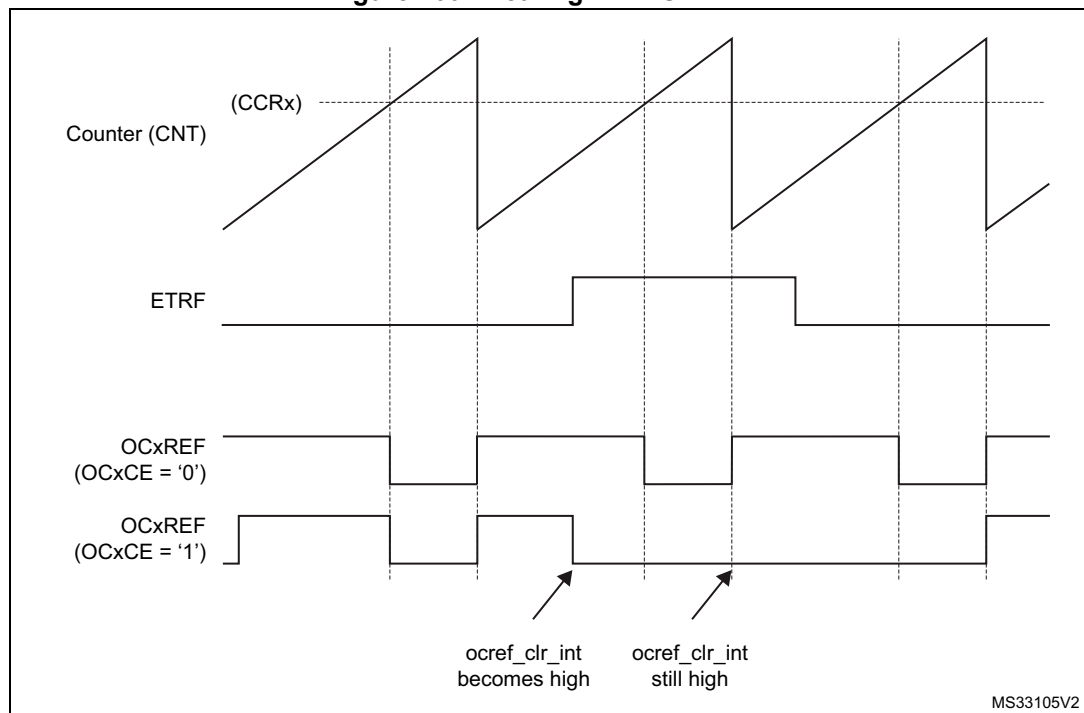 (CCRx)
Counter (CNT)
ETRF
OCxREF
(OCxCE = ‘0’)
OCxREF
(OCxCE = ‘1’)
ocref_clr_int
becomes high
ocref_clr_int
still high
MS33105V2